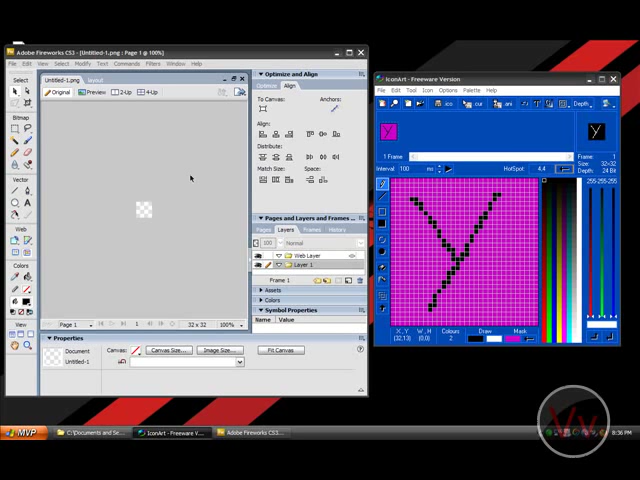 Adobe Fireworks CS3 - [Untitled-1.png : Page 1 @ 100%]
File Edit View Select Modify Text Commands Filters Window Help
Select
Bitmap
Vector
Web
Colors
View
Untitled-1.png layout
Original Preview 2-Up 4-Up
Page 1 1 32 x 32 100%
Optimize and Align
Optimize Align
To Canvas: Anchors:
Align:
Distribute:
Match Size: Space:
Pages and Layers and Frames
Pages Layers Frames History
100 Normal
Web Layer
Layer 1
Frame 1
Assets
Colors
Symbol Properties
Name Value
Properties
Document
Untitled-1
Canvas: Canvas Size... Image Size... Fit Canvas
IconArt - Freeware Version
File Edit Tool Icon Options Palette Help
.ico .cur .ani Depth
1 Frame
Frame: 1
Size: 32x32
Depth: 24 Bit
Interval 100 ms HotSpot 4,4
255 255 255
X , Y W , H Colours Draw Mask
(32,13) (0,0) 2
MVP C:\Documents and Se... IconArt - Freeware V... Adobe Fireworks CS3... 8:36 PM
Vv